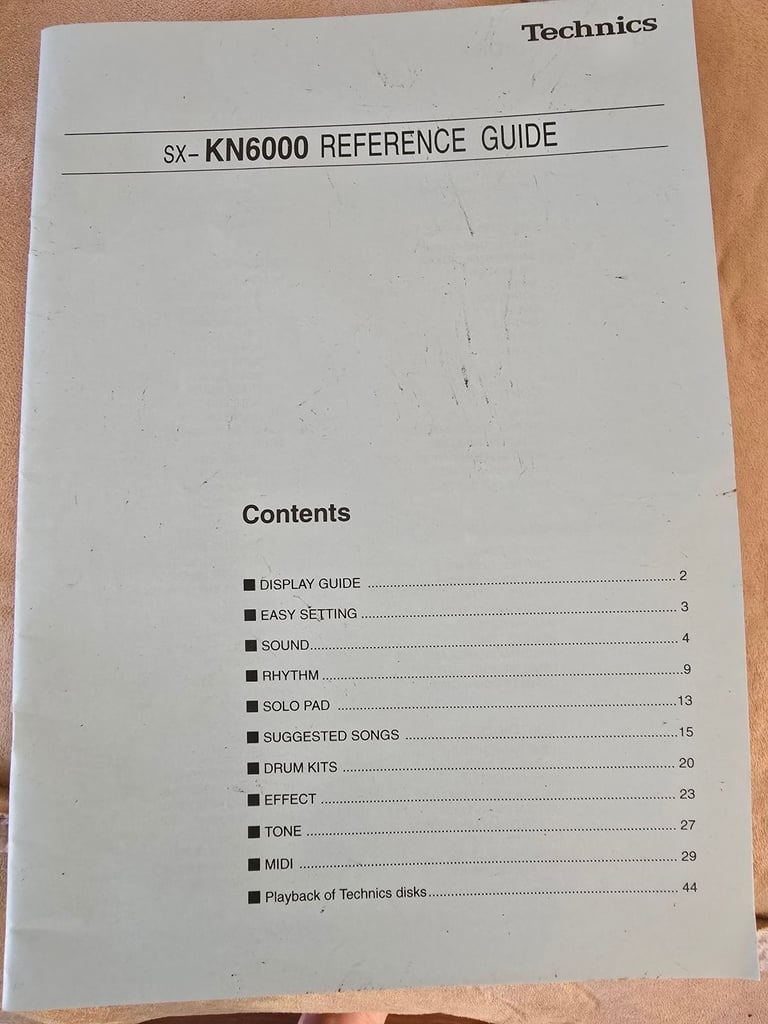 Technics
SX-KN6000 REFERENCE GUIDE
Contents
■ DISPLAY GUIDE ........ 2
■ EASY SETTING ........ 3
■ SOUND........ 4
■ RHYTHM ........9
■ SOLO PAD ........13
■ SUGGESTED SONGS ........15
■ DRUM KITS ........ 20
■ EFFECT ........ 23
■ TONE ........ 27
■ MIDI ........ 29
■ Playback of Technics disks........ 44